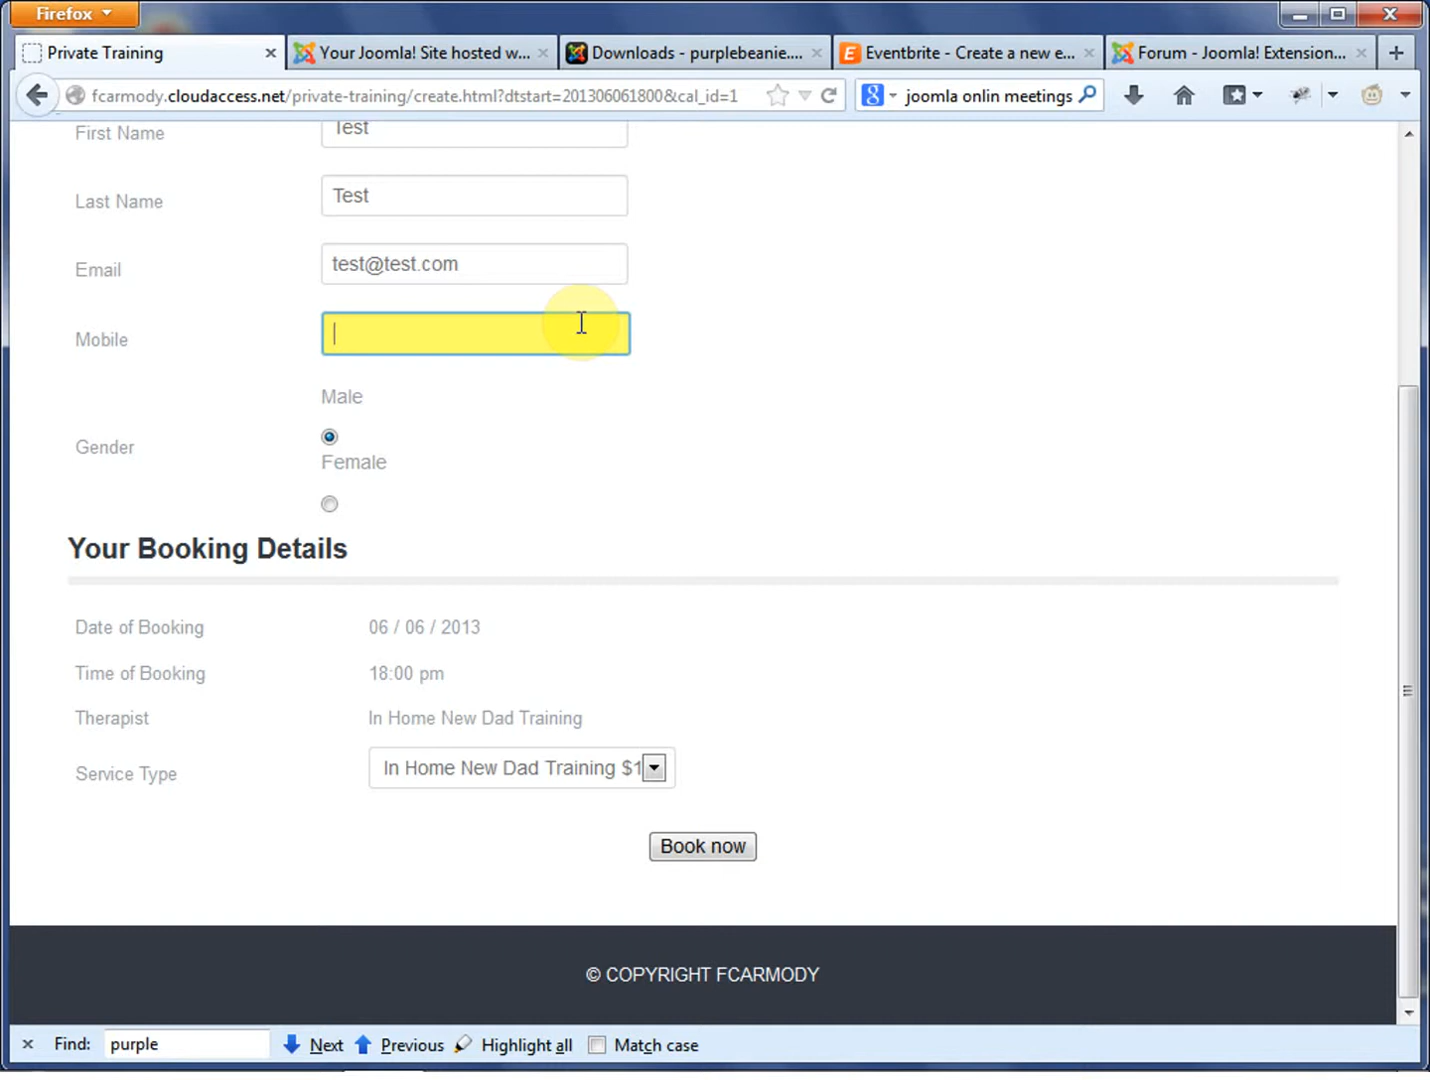 Firefox
Private Training
Your Joomla! Site hosted w...
Downloads - purplebeanie....
Eventbrite - Create a new e...
Forum - Joomla! Extension...
fcarmody.cloudaccess.net/private-training/create.html?dtstart=201306061800&cal_id=1
joomla onlin meetings
First Name
Test
Last Name
Test
Email
test@test.com
Mobile
Male
Gender
Female
Your Booking Details
Date of Booking
06 / 06 / 2013
Time of Booking
18:00 pm
Therapist
In Home New Dad Training
Service Type
In Home New Dad Training $1
Book now
© COPYRIGHT FCARMODY
Find:
purple
Next
Previous
Highlight all
Match case